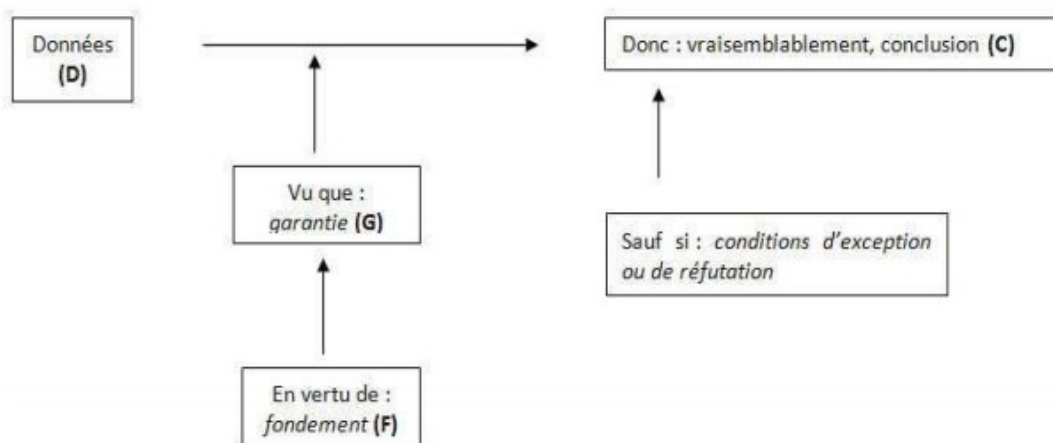 Données
(D)
Donc : vraisemblablement, conclusion (C)
Vu que :
garantie (G)
Sauf si : conditions d'exception
ou de réfutation
En vertu de :
fondement (F)